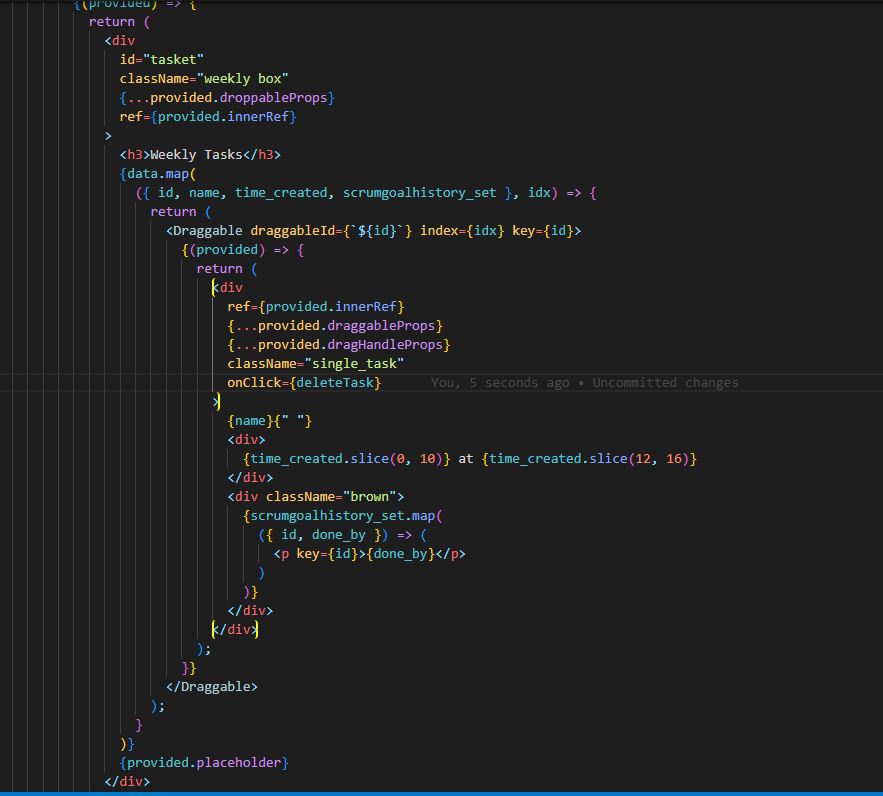 {(provided) => {
return (
<div
id="tasket"
className="weekly box"
{...provided.droppableProps}
ref={provided.innerRef}
>
<h3>Weekly Tasks</h3>
{data.map(
({ id, name, time_created, scrumgoalhistory_set }, idx) => {
return (
<Draggable draggableId={`${id}`} index={idx} key={id}>
{(provided) => {
return (
<div
ref={provided.innerRef}
{...provided.draggableProps}
{...provided.dragHandleProps}
className="single_task"
onClick={deleteTask} You, 5 seconds ago • Uncommitted changes
>
{name}{" "}
<div>
{time_created.slice(0, 10)} at {time_created.slice(12, 16)}
</div>
<div className="brown">
{scrumgoalhistory_set.map(
({ id, done_by }) => (
<p key={id}>{done_by}</p>
)
)}
</div>
</div>
);
}}
</Draggable>
);
}
)}
{provided.placeholder}
</div>